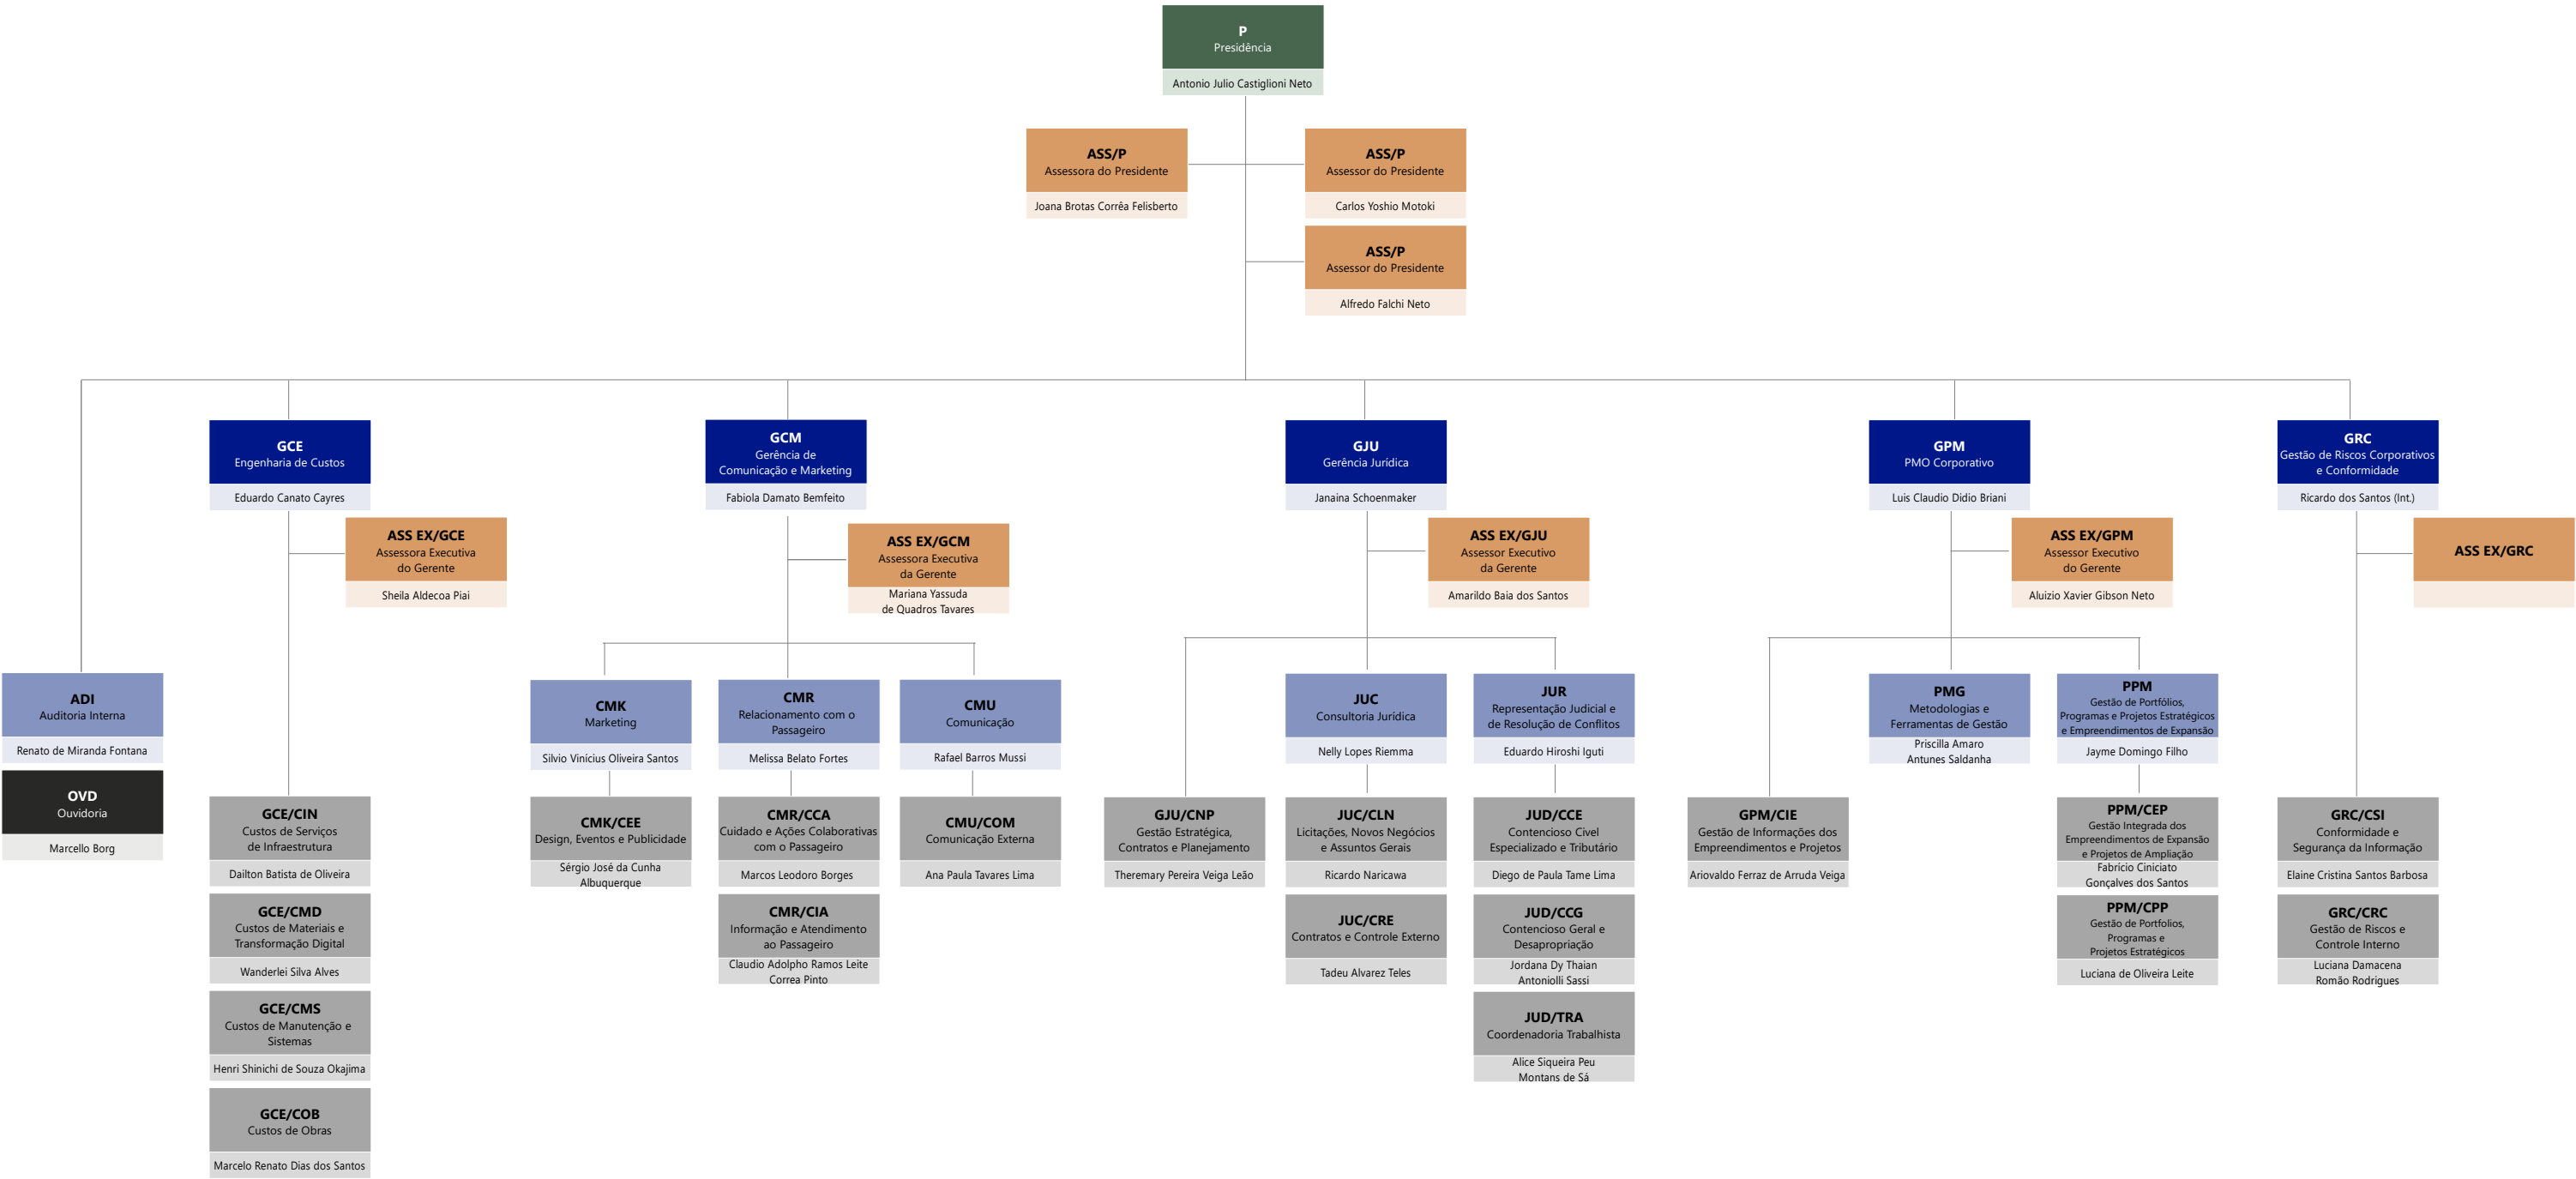 P
Presidência
Antonio Julio Castiglioni Neto
ASS/P
Assessora do Presidente
Joana Brotas Corrêa Felisberto
ASS/P
Assessor do Presidente
Carlos Yoshio Motoki
ASS/P
Assessor do Presidente
Alfredo Falchi Neto
ADI
Auditoria Interna
Renato de Miranda Fontana
OVD
Ouvidoria
Marcello Borg
GCE
Engenharia de Custos
Eduardo Canato Cayres
ASS EX/GCE
Assessora Executiva
do Gerente
Sheila Aldecoa Piai
GCE/CIN
Custos de Serviços
de Infraestrutura
Dailton Batista de Oliveira
GCE/CMD
Custos de Materiais e
Transformação Digital
Wanderlei Silva Alves
GCE/CMS
Custos de Manutenção e
Sistemas
Henri Shinichi de Souza Okajima
GCE/COB
Custos de Obras
Marcelo Renato Dias dos Santos
GCM
Gerência de
Comunicação e Marketing
Fabiola Damato Bemfeito
ASS EX/GCM
Assessora Executiva
da Gerente
Mariana Yassuda
de Quadros Tavares
CMK
Marketing
Silvio Vinícius Oliveira Santos
CMK/CEE
Design, Eventos e Publicidade
Sérgio José da Cunha
Albuquerque
CMR
Relacionamento com o
Passageiro
Melissa Belato Fortes
CMR/CCA
Cuidado e Ações Colaborativas
com o Passageiro
Marcos Leodoro Borges
CMR/CIA
Informação e Atendimento
ao Passageiro
Claudio Adolpho Ramos Leite
Correa Pinto
CMU
Comunicação
Rafael Barros Mussi
CMU/COM
Comunicação Externa
Ana Paula Tavares Lima
GJU
Gerência Jurídica
Janaina Schoenmaker
ASS EX/GJU
Assessor Executivo
da Gerente
Amarildo Baia dos Santos
GJU/CNP
Gestão Estratégica,
Contratos e Planejamento
Theremary Pereira Veiga Leão
JUC
Consultoria Jurídica
Nelly Lopes Riemma
JUC/CLN
Licitações, Novos Negócios
e Assuntos Gerais
Ricardo Naricawa
JUC/CRE
Contratos e Controle Externo
Tadeu Alvarez Teles
JUR
Representação Judicial e
de Resolução de Conflitos
Eduardo Hiroshi Iguti
JUD/CCE
Contencioso Civel
Especializado e Tributário
Diego de Paula Tame Lima
JUD/CCG
Contencioso Geral e
Desapropriação
Jordana Dy Thaian
Antoniolli Sassi
JUD/TRA
Coordenadoria Trabalhista
Alice Siqueira Peu
Montans de Sá
GPM
PMO Corporativo
Luis Claudio Didio Briani
ASS EX/GPM
Assessor Executivo
do Gerente
Aluizio Xavier Gibson Neto
GPM/CIE
Gestão de Informações dos
Empreendimentos e Projetos
Ariovaldo Ferraz de Arruda Veiga
PMG
Metodologias e
Ferramentas de Gestão
Priscilla Amaro
Antunes Saldanha
PPM
Gestão de Portfólios,
Programas e Projetos Estratégicos
e Empreendimentos de Expansão
Jayme Domingo Filho
PPM/CEP
Gestão Integrada dos
Empreendimentos de Expansão
e Projetos de Ampliação
Fabrício Ciniciato
Gonçalves dos Santos
PPM/CPP
Gestão de Portfolios,
Programas e
Projetos Estratégicos
Luciana de Oliveira Leite
GRC
Gestão de Riscos Corporativos
e Conformidade
Ricardo dos Santos (Int.)
ASS EX/GRC
GRC/CSI
Conformidade e
Segurança da Informação
Elaine Cristina Santos Barbosa
GRC/CRC
Gestão de Riscos e
Controle Interno
Luciana Damacena
Romão Rodrigues